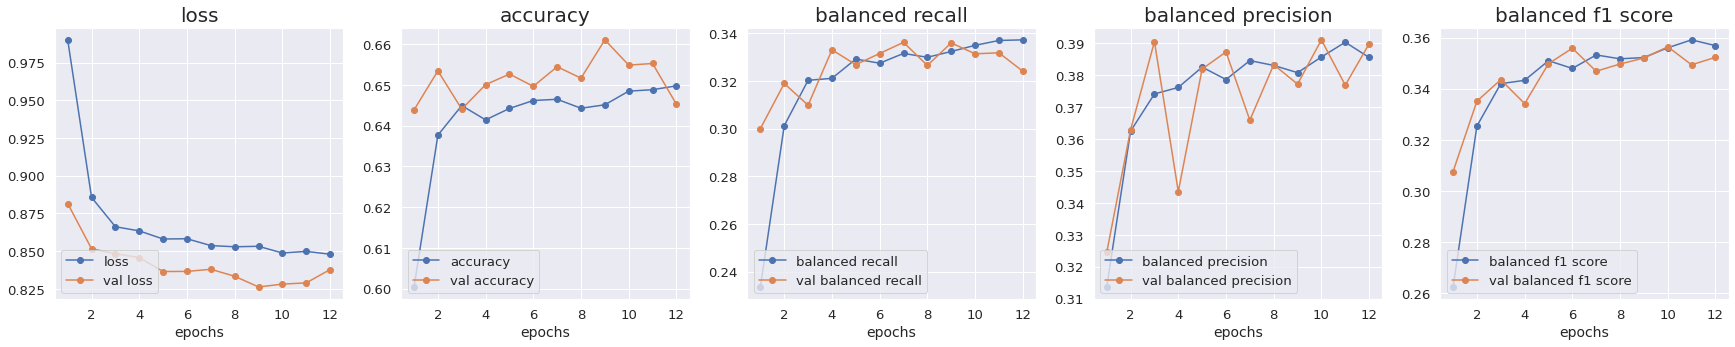 loss
0.975
0.950
0.925
0.900
0.875
0.850
0.825
loss
val loss
2 4 6 8 10 12
epochs
accuracy
0.66
0.65
0.64
0.63
0.62
0.61
0.60
accuracy
val accuracy
2 4 6 8 10 12
epochs
balanced recall
0.34
0.32
0.30
0.28
0.26
0.24
balanced recall
val balanced recall
2 4 6 8 10 12
epochs
balanced precision
0.39
0.38
0.37
0.36
0.35
0.34
0.33
0.32
0.31
balanced precision
val balanced precision
2 4 6 8 10 12
epochs
balanced f1 score
0.36
0.34
0.32
0.30
0.28
0.26
balanced f1 score
val balanced f1 score
2 4 6 8 10 12
epochs